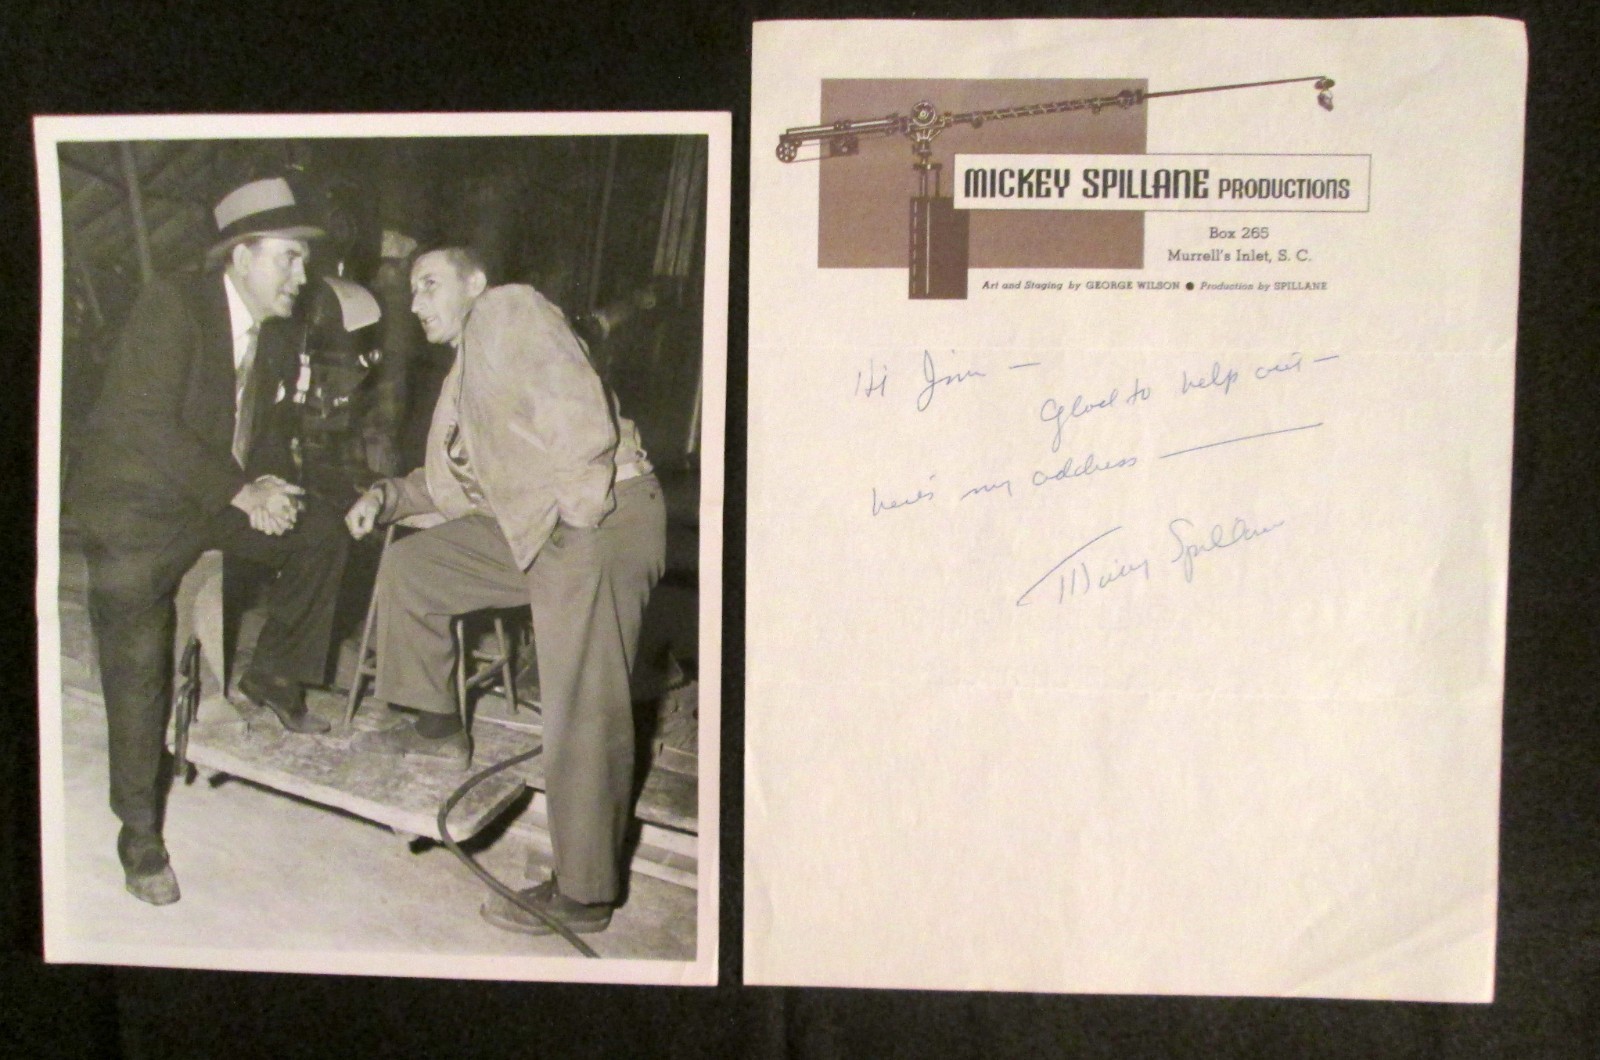 MICKEY SPILLANE PRODUCTIONS
Box 265
Murrell's Inlet, S. C.
Art and Staging by GEORGE WILSON ● Production by SPILLANE
Hi Jim —
Glad to help out —
here's my address —
Mickey Spillane